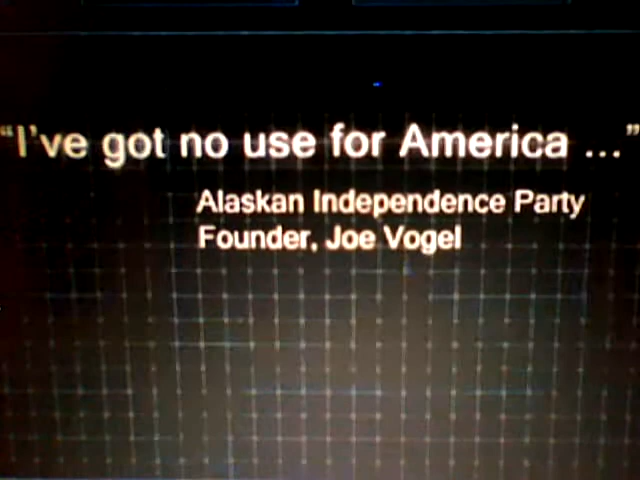 “I've got no use for America ...”
Alaskan Independence Party
Founder, Joe Vogel